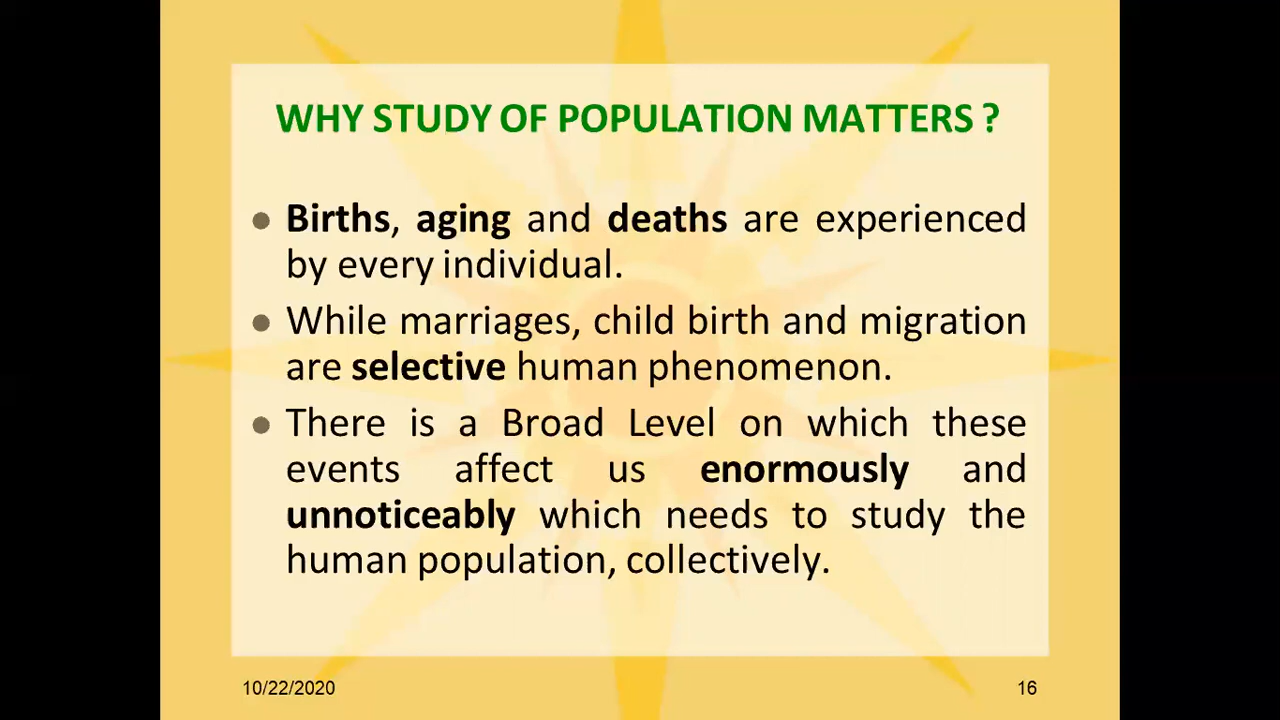 WHY STUDY OF POPULATION MATTERS ?
Births, aging and deaths are experienced
by every individual.
While marriages, child birth and migration
are selective human phenomenon.
There is a Broad Level on which these
events affect us enormously and
unnoticeably which needs to study the
human population, collectively.
10/22/2020
16